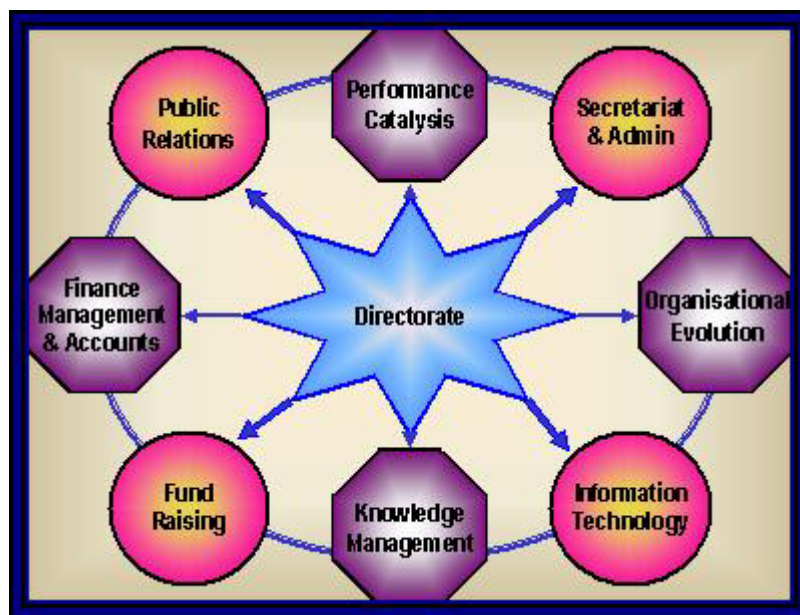 Public
Relations
Performance
Catalysis
Secretariat
& Admin
Finance
Management
& Accounts
Directorate
Organisational
Evolution
Fund
Raising
Knowledge
Management
Information
Technology